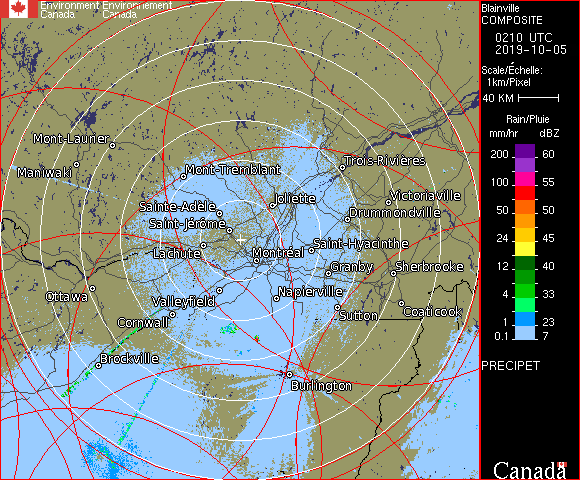 Environment Environnement
Canada Canada
Blainville
COMPOSITE
0210 UTC
2019-10-05
Scale/Échelle:
1km/Pixel
40 KM
Rain/Pluie
mm/hr dBZ
200 60
100 55
50 50
24 45
12 40
4 33
1 23
0.1 7
PRECIPET
Canada
Mont-Laurier
Maniwaki
Mont-Tremblant
Trois-Rivières
Joliette
Victoriaville
Sainte-Adèle
Drummondville
Saint-Jérôme
Saint-Hyacinthe
Lachute
Montréal
Granby
Sherbrooke
Ottawa
Valleyfield
Napierville
Cornwall
Sutton
Coaticook
Brockville
Burlington